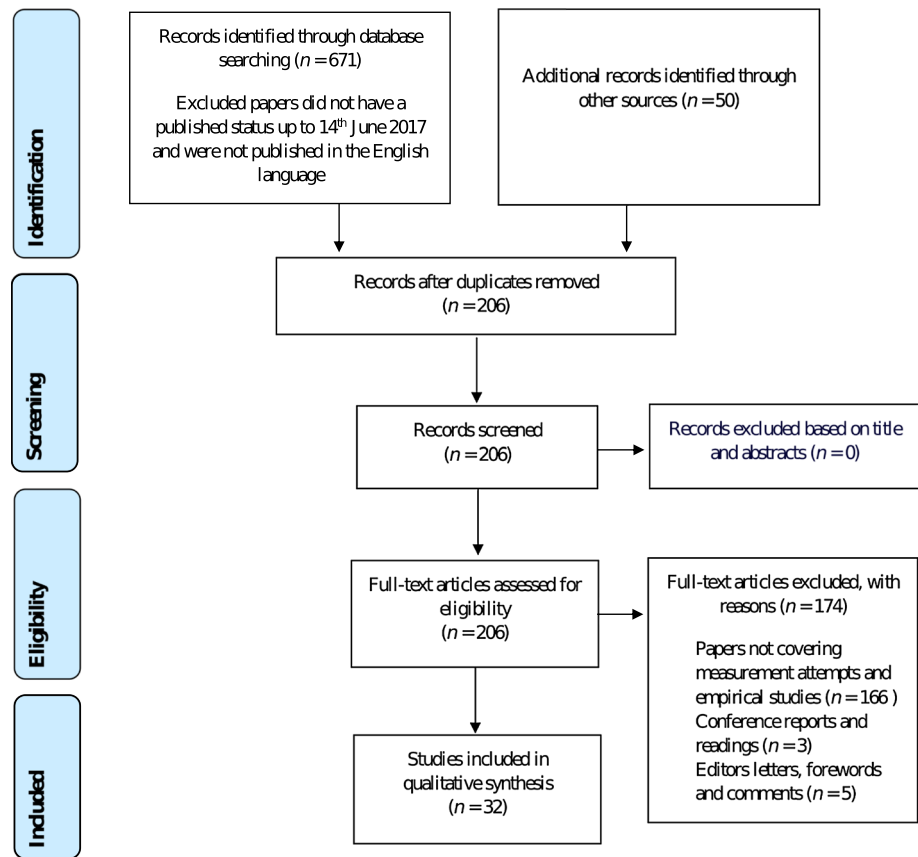 Identification
Records identified through database
searching (n = 671)
Excluded papers did not have a
published status up to 14th June 2017
and were not published in the English
language
Additional records identified through
other sources (n = 50)
Screening
Records after duplicates removed
(n = 206)
Records screened
(n = 206)
Records excluded based on title
and abstracts (n = 0)
Eligibility
Full-text articles assessed for
eligibility
(n = 206)
Full-text articles excluded, with
reasons (n = 174)
Papers not covering
measurement attempts and
empirical studies (n = 166 )
Conference reports and
readings (n = 3)
Editors letters, forewords
and comments (n = 5)
Included
Studies included in
qualitative synthesis
(n = 32)